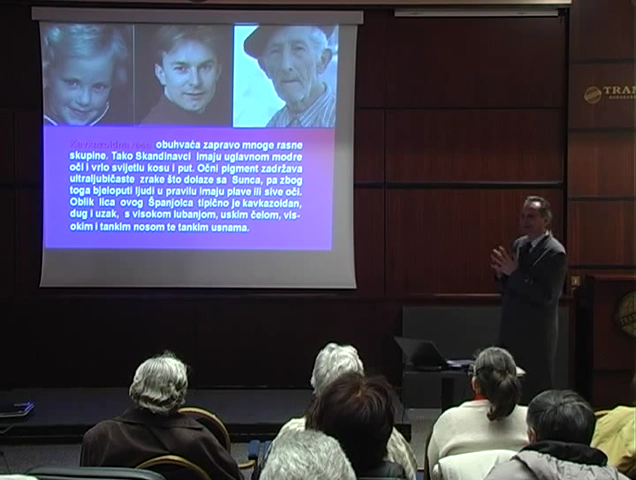 Kavkazoidna rasa obuhvaća zapravo mnoge rasne
skupine. Tako Skandinavci imaju uglavnom modre
oči i vrlo svijetlu kosu i put. Očni pigment zadržava
ultraljubičaste zrake što dolaze sa Sunca, pa zbog
toga bjeloputi ljudi u pravilu imaju plave ili sive oči.
Oblik lica ovog Španjolca tipično je kavkazoidan,
dug i uzak, s visokom lubanjom, uskim čelom, vis-
okim i tankim nosom te tankim usnama.
TRAN